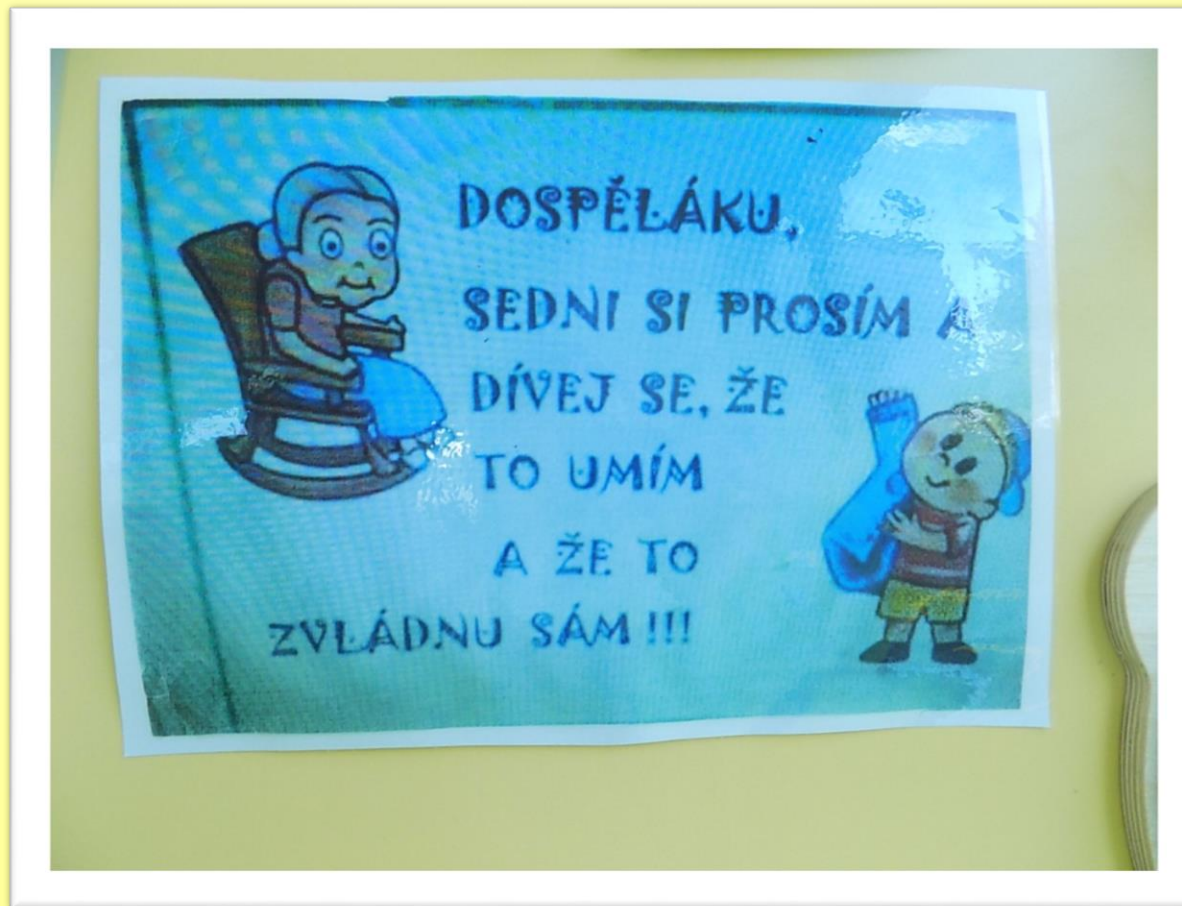 DOSPĚLÁKU,
SEDNI SI PROSÍM A
DÍVEJ SE, ŽE
TO UMÍM
A ŽE TO
ZVLÁDNU SÁM!!!